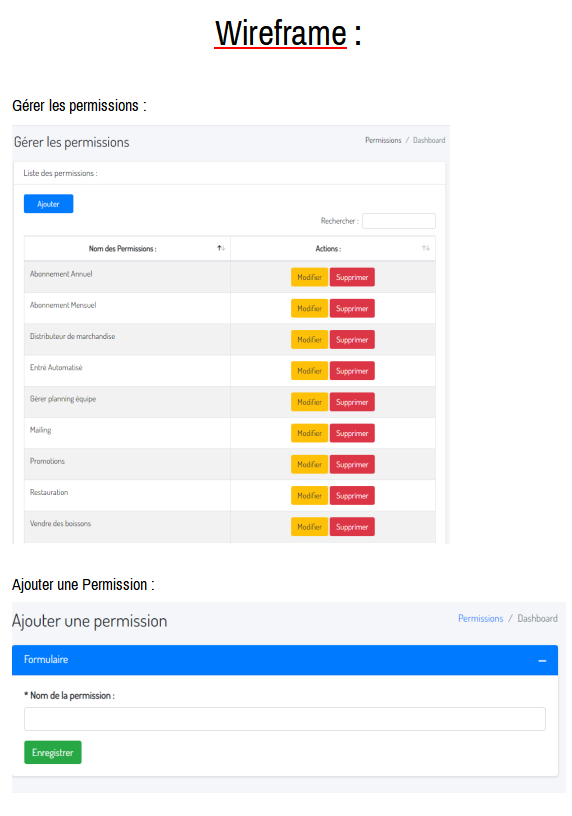 Wireframe :
Gérer les permissions :
Gérer les permissions
Permissions / Dashboard
Liste des permissions :
Ajouter
Rechercher :
Nom des Permissions : Actions :
Abonnement Annuel Modifier Supprimer
Abonnement Mensuel Modifier Supprimer
Distributeur de marchandise Modifier Supprimer
Entré Automatisé Modifier Supprimer
Gérer planning équipe Modifier Supprimer
Mailing Modifier Supprimer
Promotions Modifier Supprimer
Restauration Modifier Supprimer
Vendre des boissons Modifier Supprimer
Ajouter une Permission :
Ajouter une permission
Permissions / Dashboard
Formulaire
* Nom de la permission :
Enregistrer